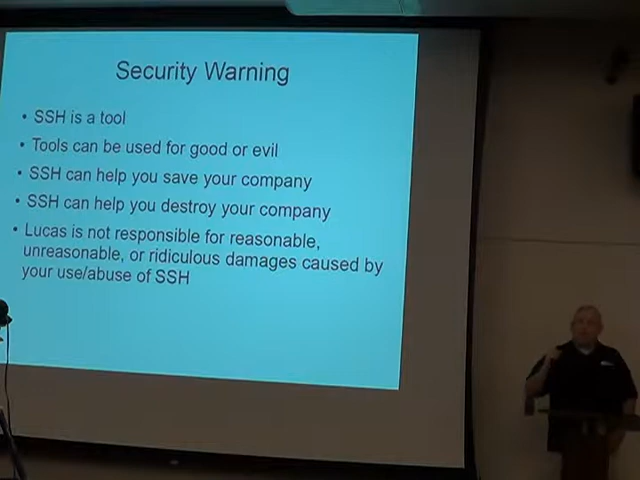 Security Warning
• SSH is a tool
• Tools can be used for good or evil
• SSH can help you save your company
• SSH can help you destroy your company
• Lucas is not responsible for reasonable,
unreasonable, or ridiculous damages caused by
your use/abuse of SSH